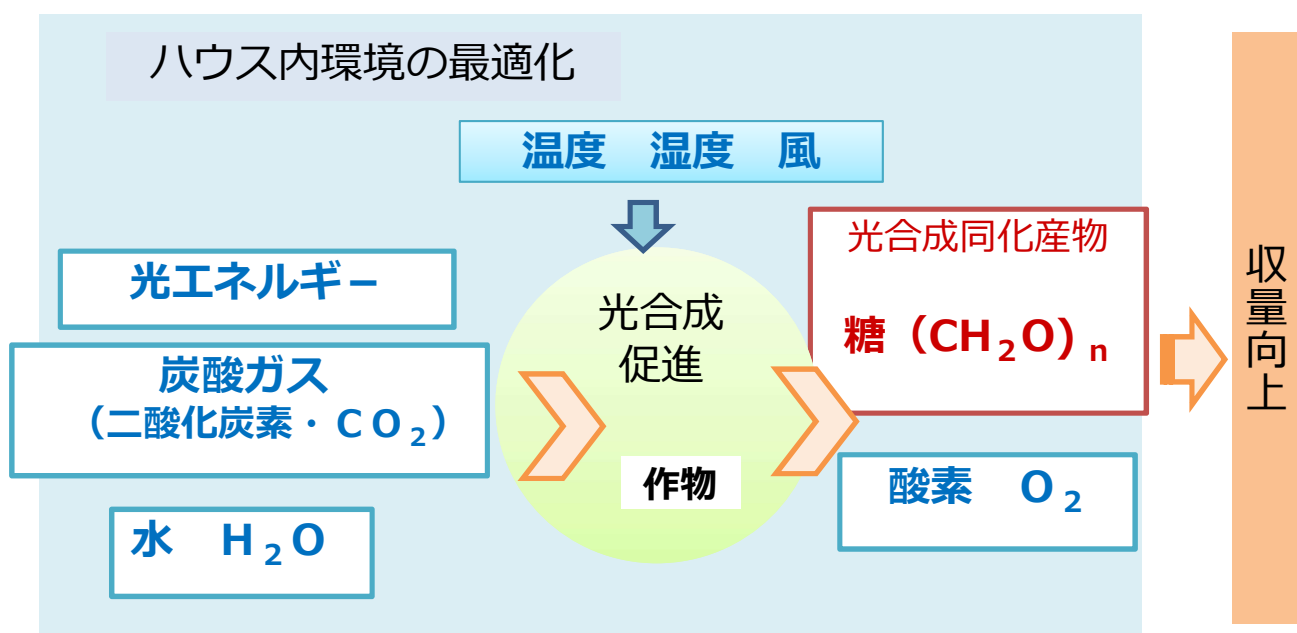 ハウス内環境の最適化
温度　湿度　風
光エネルギー
炭酸ガス
（二酸化炭素・ＣＯ₂）
水　H₂O
光合成
促進
作物
光合成同化産物
糖（CH₂O）n
酸素　O₂
収量向上